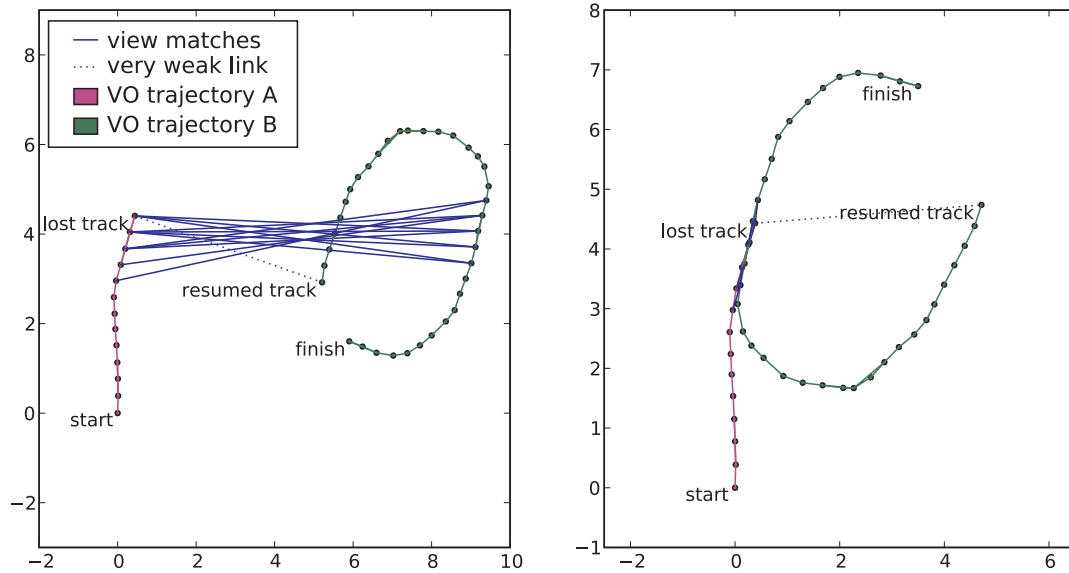 view matches
very weak link
VO trajectory A
VO trajectory B
lost track
resumed track
finish
start
8
6
4
2
0
−2
−2
0
2
4
6
8
10
finish
resumed track
lost track
start
8
7
6
5
4
3
2
1
0
−1
−2
0
2
4
6